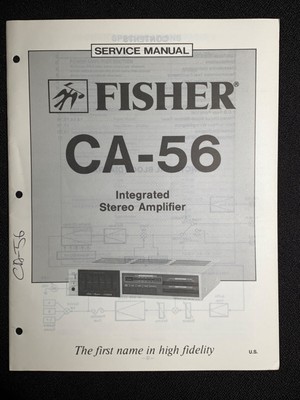 SERVICE MANUAL
FISHER®
CA-56
Integrated
Stereo Amplifier
CA-56
The first name in high fidelity
U.S.